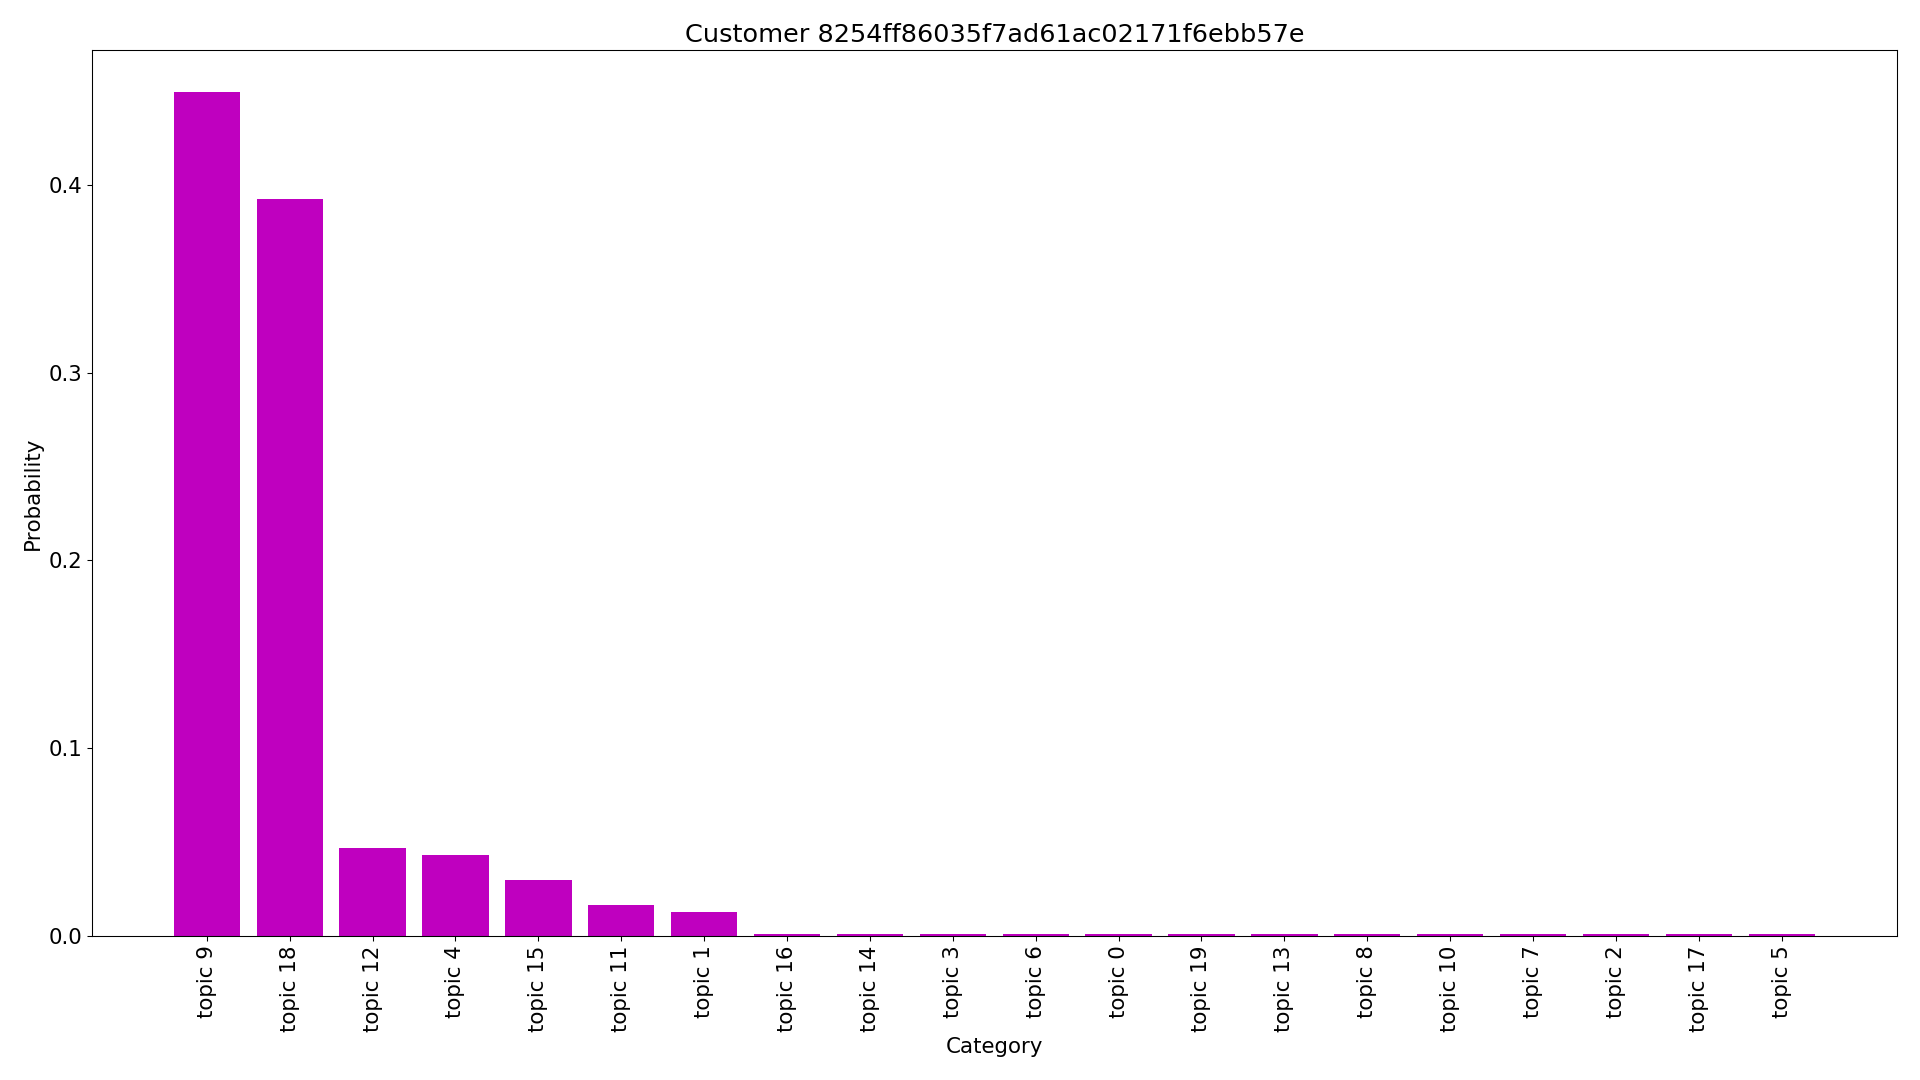 Customer 8254ff86035f7ad61ac02171f6ebb57e
Probability
0.4
0.3
0.2
0.1
0.0
topic 9
topic 18
topic 12
topic 4
topic 15
topic 11
topic 1
topic 16
topic 14
topic 3
topic 6
topic 0
topic 19
topic 13
topic 8
topic 10
topic 7
topic 2
topic 17
topic 5
Category